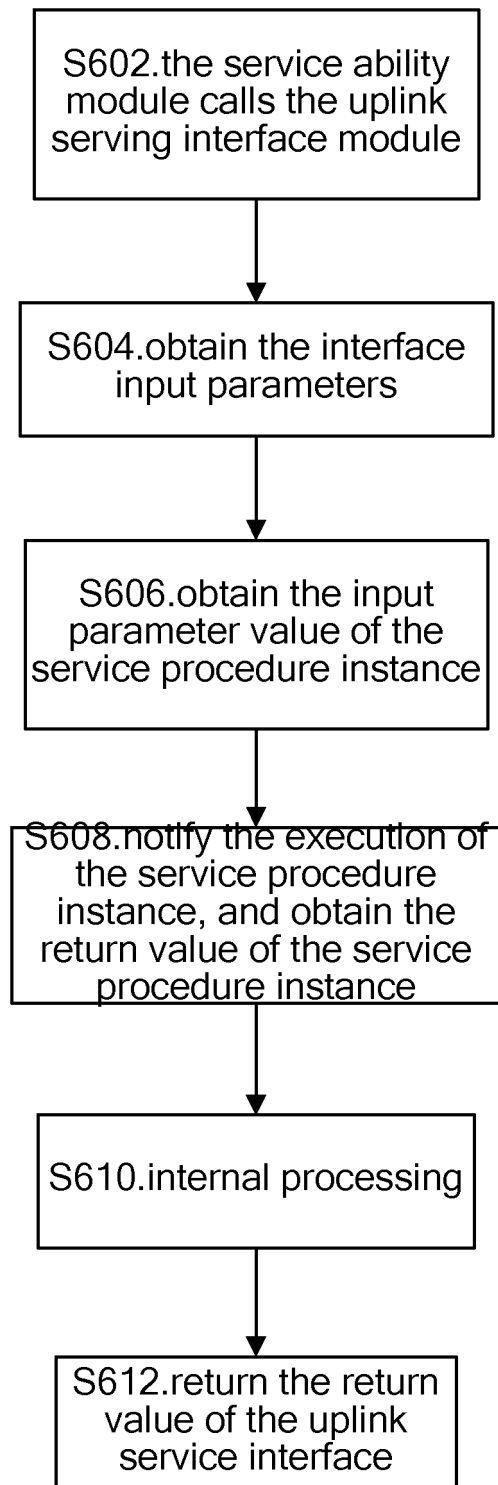 S602.the service ability
module calls the uplink
serving interface module
S604.obtain the interface
input parameters
S606.obtain the input
parameter value of the
service procedure instance
S608.notify the execution of
the service procedure
instance, and obtain the
return value of the service
procedure instance
S610.internal processing
S612.return the return
value of the uplink
service interface